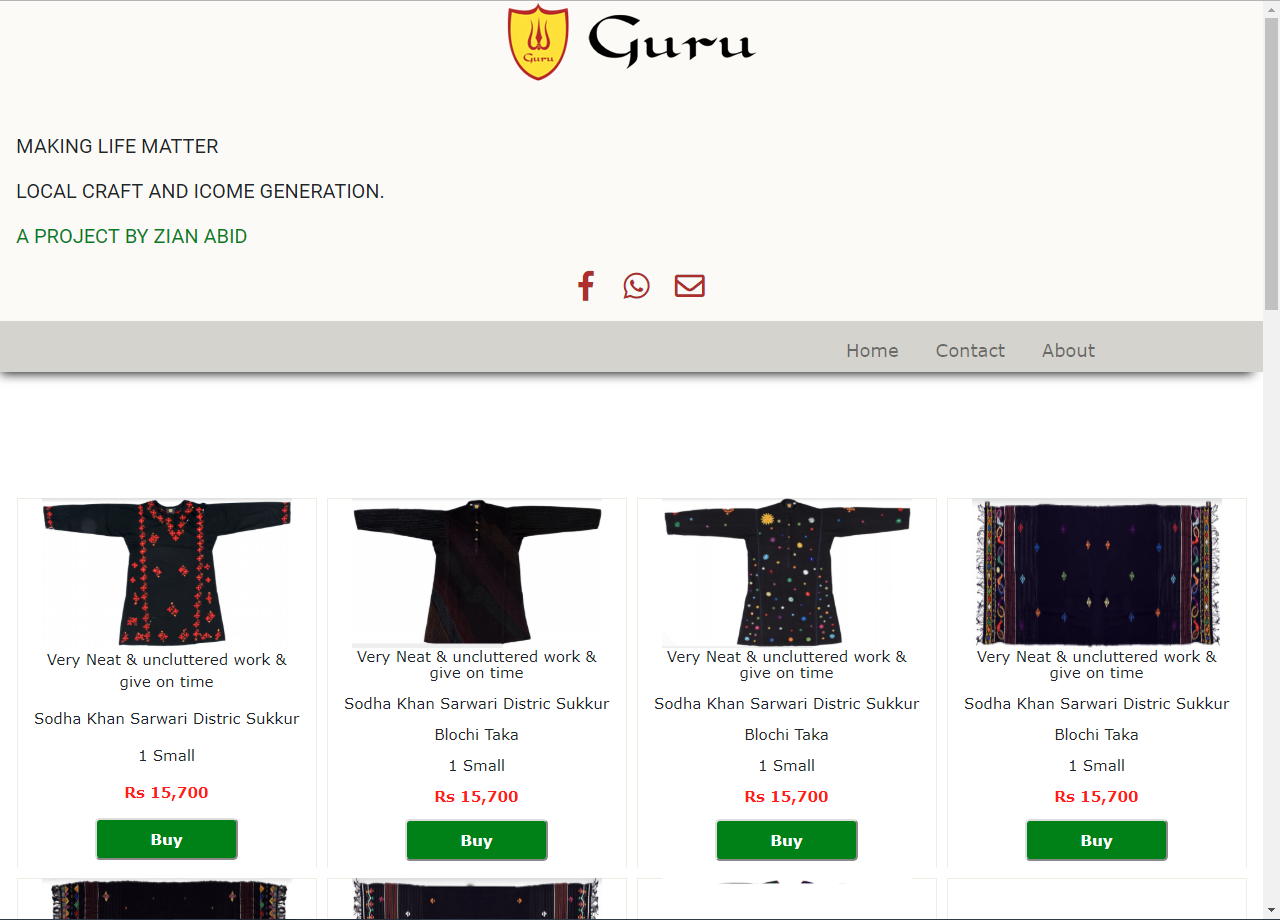 Guru Guru
MAKING LIFE MATTER
LOCAL CRAFT AND ICOME GENERATION.
A PROJECT BY ZIAN ABID
Home Contact About
Very Neat & uncluttered work &
give on time
Sodha Khan Sarwari Distric Sukkur
1 Small
Rs 15,700
Buy
Very Neat & uncluttered work &
give on time
Sodha Khan Sarwari Distric Sukkur
Blochi Taka
1 Small
Rs 15,700
Buy
Very Neat & uncluttered work &
give on time
Sodha Khan Sarwari Distric Sukkur
Blochi Taka
1 Small
Rs 15,700
Buy
Very Neat & uncluttered work &
give on time
Sodha Khan Sarwari Distric Sukkur
Blochi Taka
1 Small
Rs 15,700
Buy